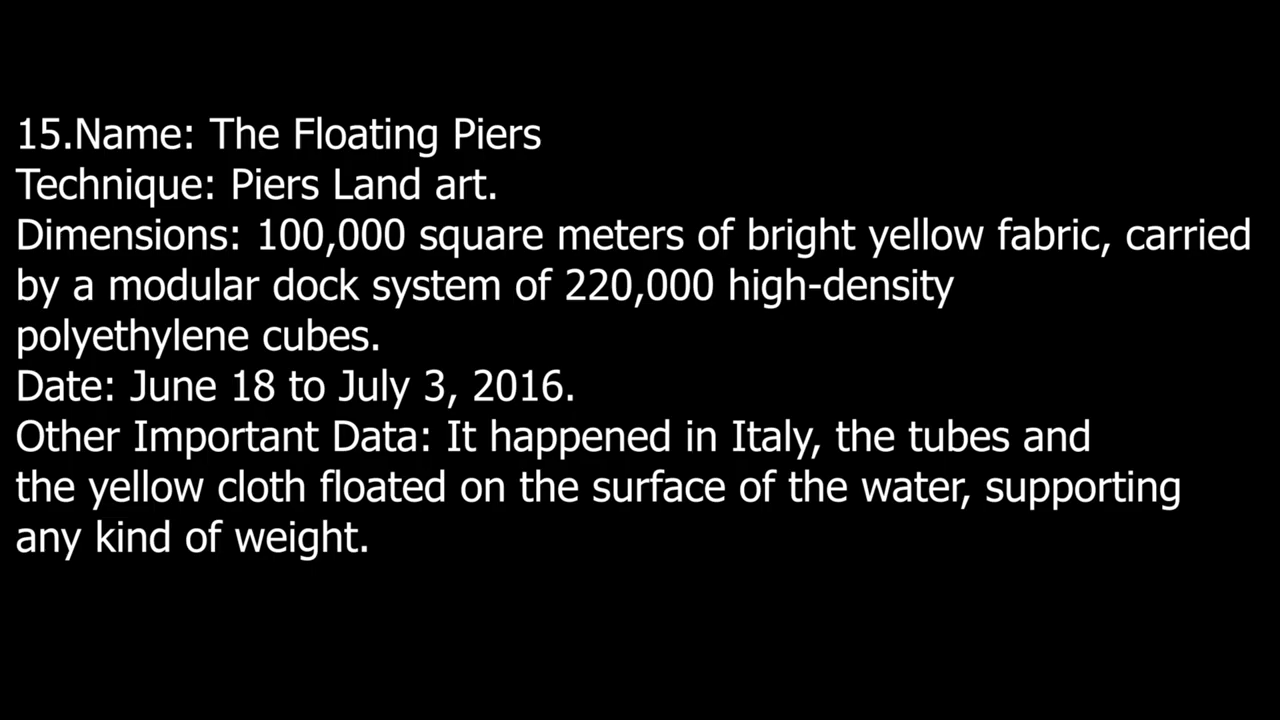 15.Name: The Floating Piers
Technique: Piers Land art.
Dimensions: 100,000 square meters of bright yellow fabric, carried
by a modular dock system of 220,000 high-density
polyethylene cubes.
Date: June 18 to July 3, 2016.
Other Important Data: It happened in Italy, the tubes and
the yellow cloth floated on the surface of the water, supporting
any kind of weight.